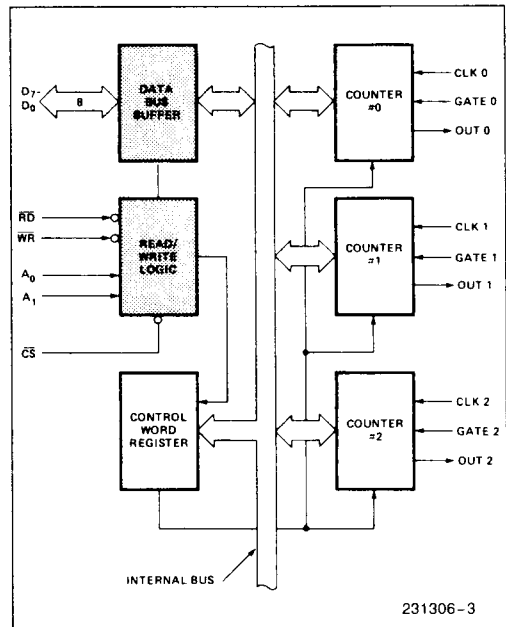 D7-
D0
8
DATA
BUS
BUFFER
COUNTER
#0
CLK 0
GATE 0
OUT 0
RD
WR
A0
A1
CS
READ/
WRITE
LOGIC
COUNTER
#1
CLK 1
GATE 1
OUT 1
CONTROL
WORD
REGISTER
COUNTER
#2
CLK 2
GATE 2
OUT 2
INTERNAL BUS
231306-3